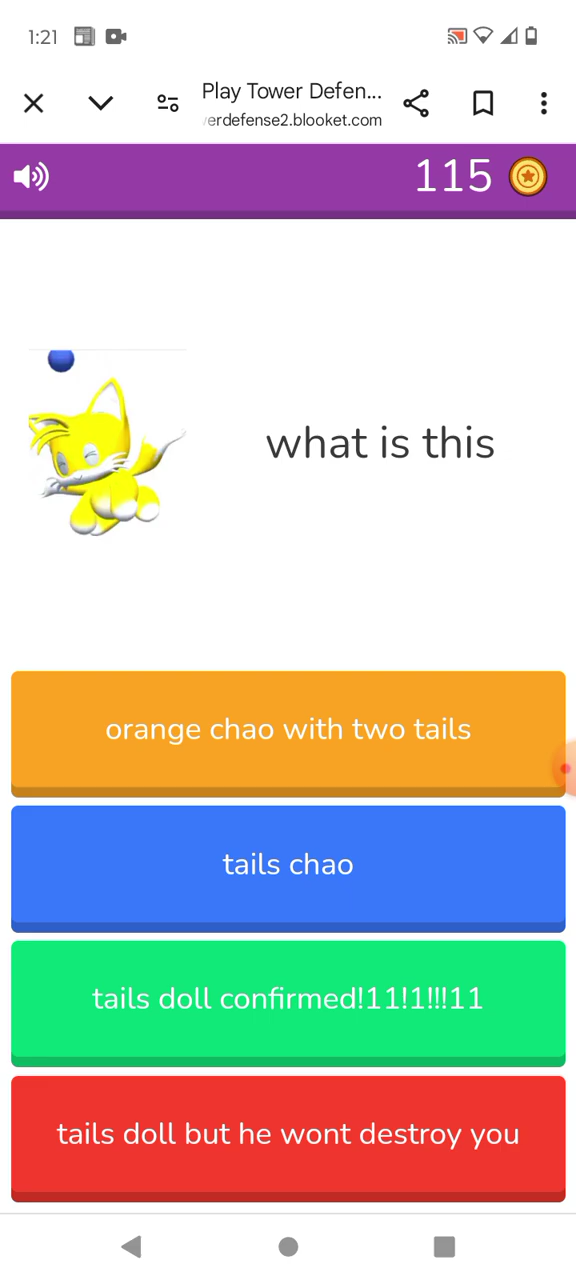 1:21
Play Tower Defen...
erdefense2.blooket.com
115
what is this
orange chao with two tails
tails chao
tails doll confirmed!11!1!!!11
tails doll but he wont destroy you